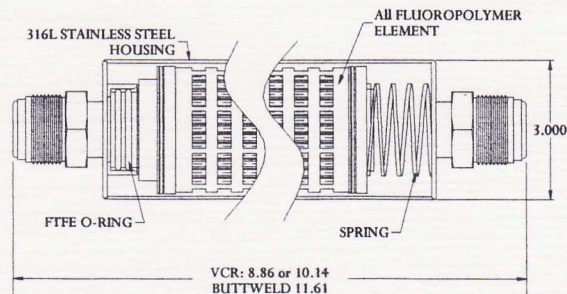 316L STAINLESS STEEL
HOUSING
All FLUOROPOLYMER
ELEMENT
3.000
FTFE O-RING
SPRING
VCR: 8.86 or 10.14
BUTTWELD 11.61